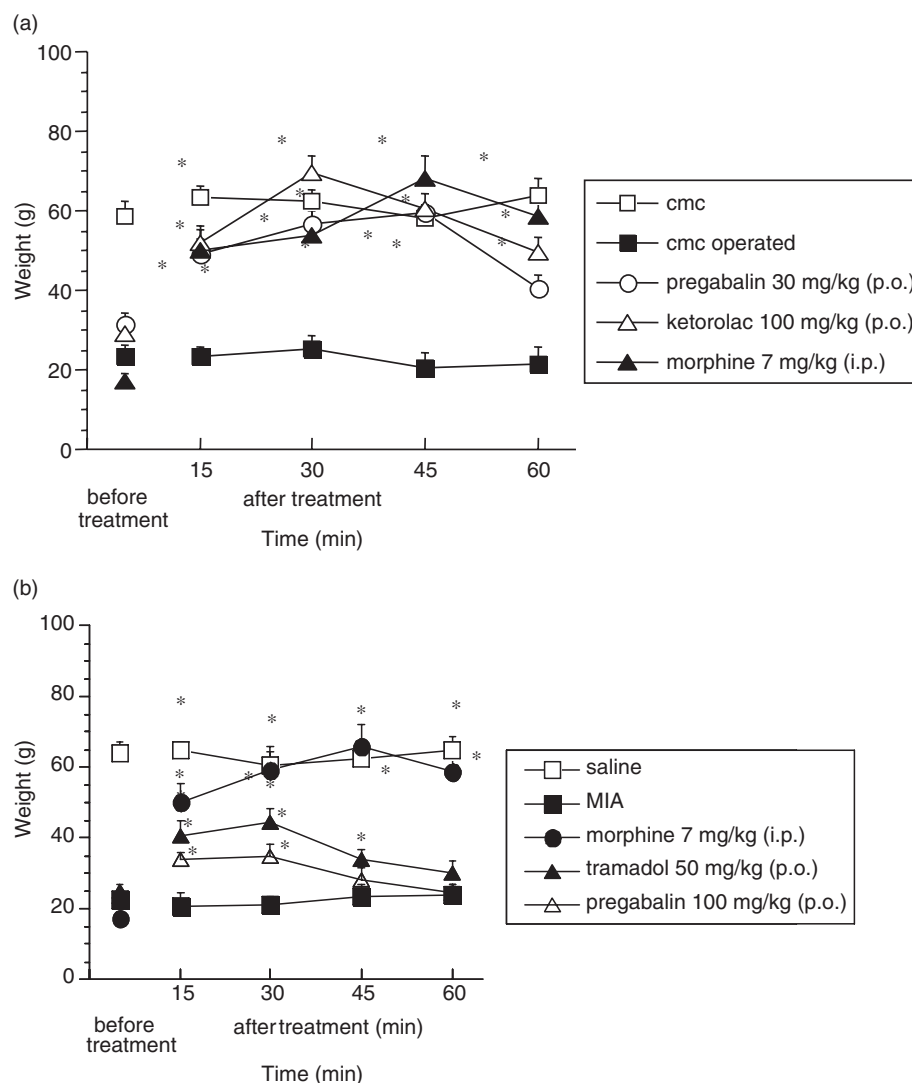 (a)
100
80
60
40
20
0
Weight (g)
15 30 45 60
before
treatment
after treatment
Time (min)
cmc
cmc operated
pregabalin 30 mg/kg (p.o.)
ketorolac 100 mg/kg (p.o.)
morphine 7 mg/kg (i.p.)
* * * *
* * * * *
* * * * * *
(b)
100
80
60
40
20
0
Weight (g)
15 30 45 60
before
treatment
after treatment (min)
Time (min)
saline
MIA
morphine 7 mg/kg (i.p.)
tramadol 50 mg/kg (p.o.)
pregabalin 100 mg/kg (p.o.)
* * * *
* * * * *
* * * * *